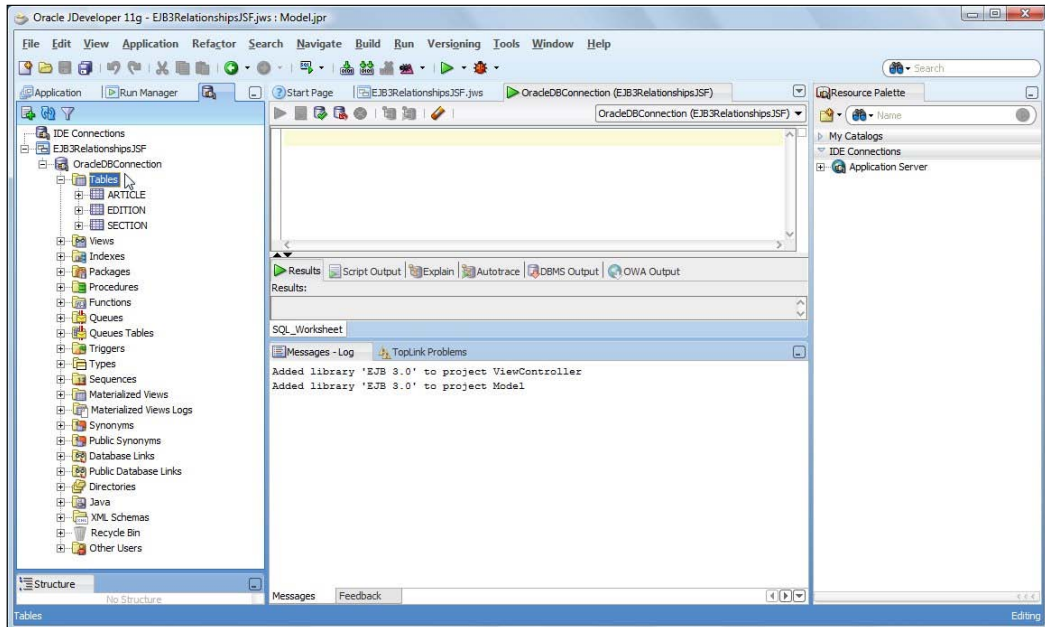 Oracle JDeveloper 11g - EJB3RelationshipsJSF.jws : Model.jpr
File Edit View Application Refactor Search Navigate Build Run Versioning Tools Window Help
Search
Application Run Manager
Start Page EJB3RelationshipsJSF.jws OracleDBConnection (EJB3RelationshipsJSF)
Resource Palette
OracleDBConnection (EJB3RelationshipsJSF)
Name
IDE Connections
EJB3RelationshipsJSF
OracleDBConnection
Tables
ARTICLE
EDITION
SECTION
Views
Indexes
Packages
Procedures
Functions
Queues
Queues Tables
Triggers
Types
Sequences
Materialized Views
Materialized Views Logs
Synonyms
Public Synonyms
Database Links
Public Database Links
Directories
Java
XML Schemas
Recycle Bin
Other Users
Structure
No Structure
Results Script Output Explain Autotrace DBMS Output OWA Output
Results:
SQL_Worksheet
Messages - Log TopLink Problems
Added library 'EJB 3.0' to project ViewController
Added library 'EJB 3.0' to project Model
Messages Feedback
My Catalogs
IDE Connections
Application Server
Tables
Editing